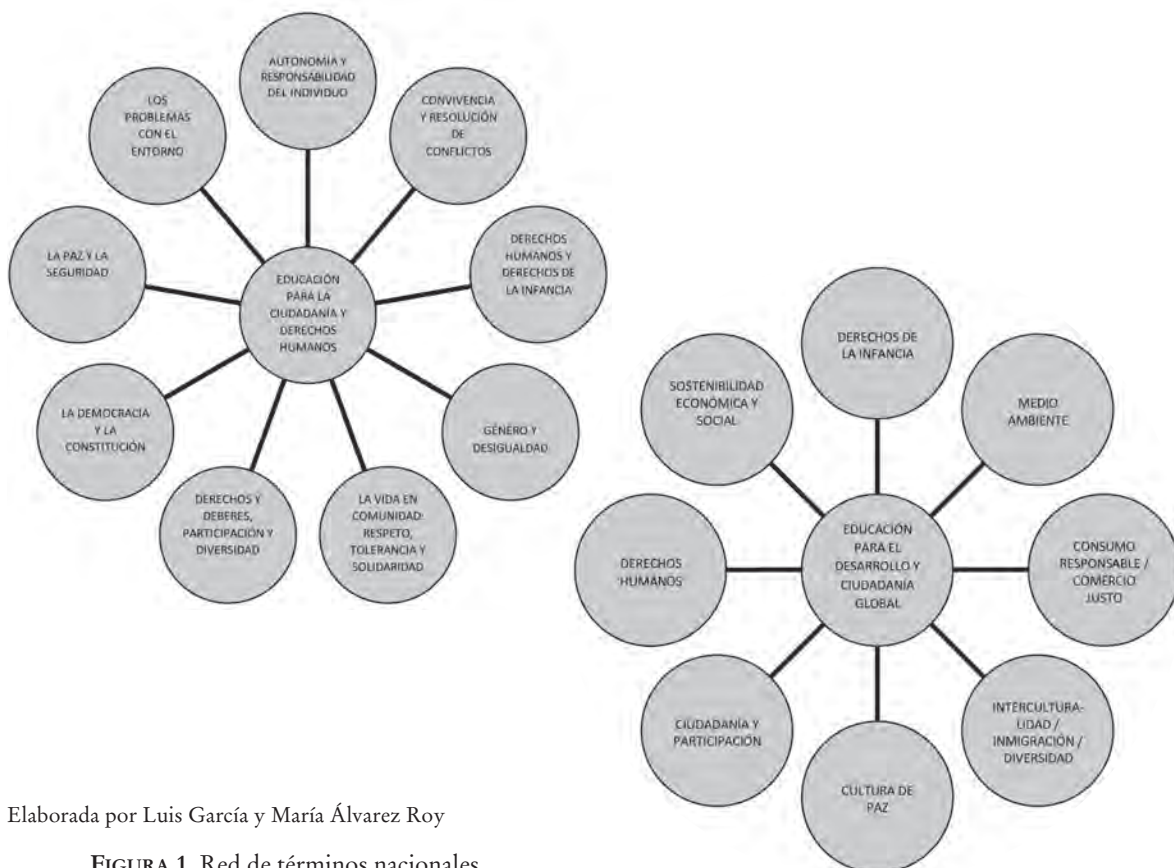 AUTONOMÍA Y
RESPONSABILIDAD
DEL INDIVIDUO
CONVIVENCIA
Y RESOLUCIÓN
DE
CONFLICTOS
DERECHOS
HUMANOS Y
DERECHOS DE
LA INFANCIA
GÉNERO Y
DESIGUALDAD
LA VIDA EN
COMUNIDAD:
RESPETO,
TOLERANCIA Y
SOLIDARIDAD
DERECHOS Y
DEBERES,
PARTICIPACIÓN Y
DIVERSIDAD
LA DEMOCRACIA
Y LA
CONSTITUCIÓN
LA PAZ Y LA
SEGURIDAD
LOS
PROBLEMAS
CON EL
ENTORNO
EDUCACIÓN
PARA LA
CIUDADANÍA Y
DERECHOS
HUMANOS
DERECHOS DE
LA INFANCIA
MEDIO
AMBIENTE
CONSUMO
RESPONSABLE /
COMERCIO
JUSTO
INTERCULTURA-
LIDAD /
INMIGRACIÓN /
DIVERSIDAD
CULTURA DE
PAZ
CIUDADANÍA Y
PARTICIPACIÓN
DERECHOS
HUMANOS
SOSTENIBILIDAD
ECONÓMICA Y
SOCIAL
EDUCACIÓN
PARA EL
DESARROLLO Y
CIUDADANÍA
GLOBAL
Elaborada por Luis García y María Álvarez Roy
FIGURA 1. Red de términos nacionales